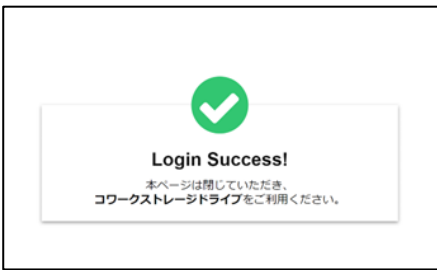 Login Success!
本ページは閉じていただき、
コワークストレージドライブをご利用ください。